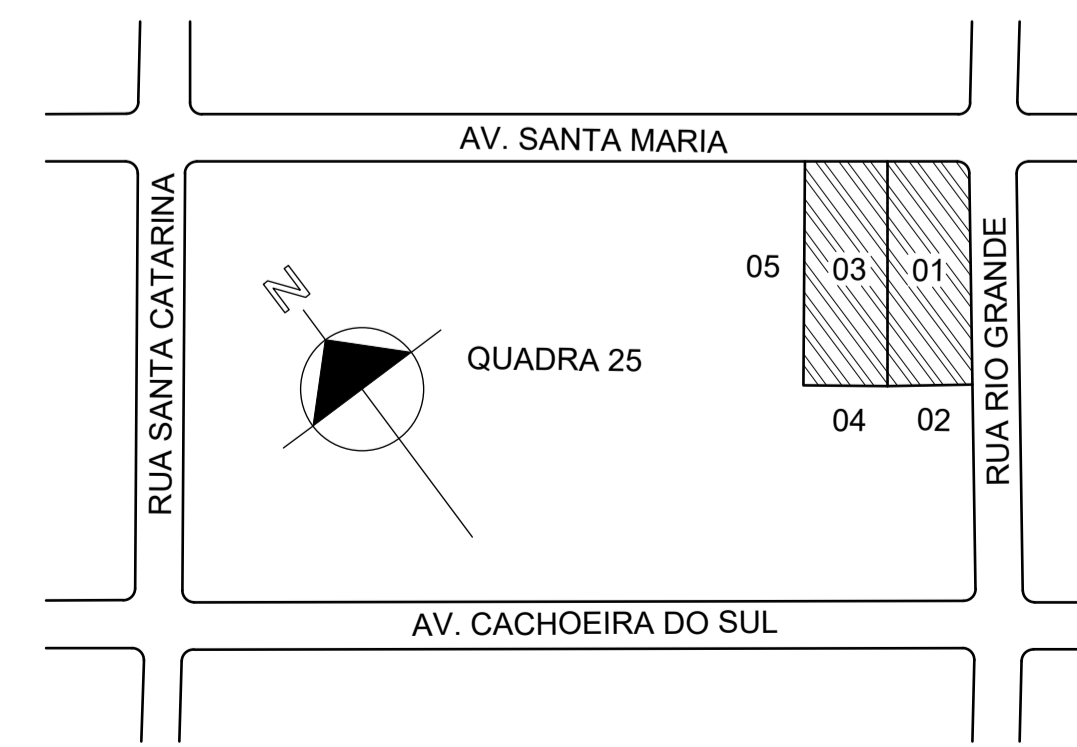 AV. SANTA MARIA
RUA SANTA CATARINA
N
05
03
01
RUA RIO GRANDE
QUADRA 25
04
02
AV. CACHOEIRA DO SUL